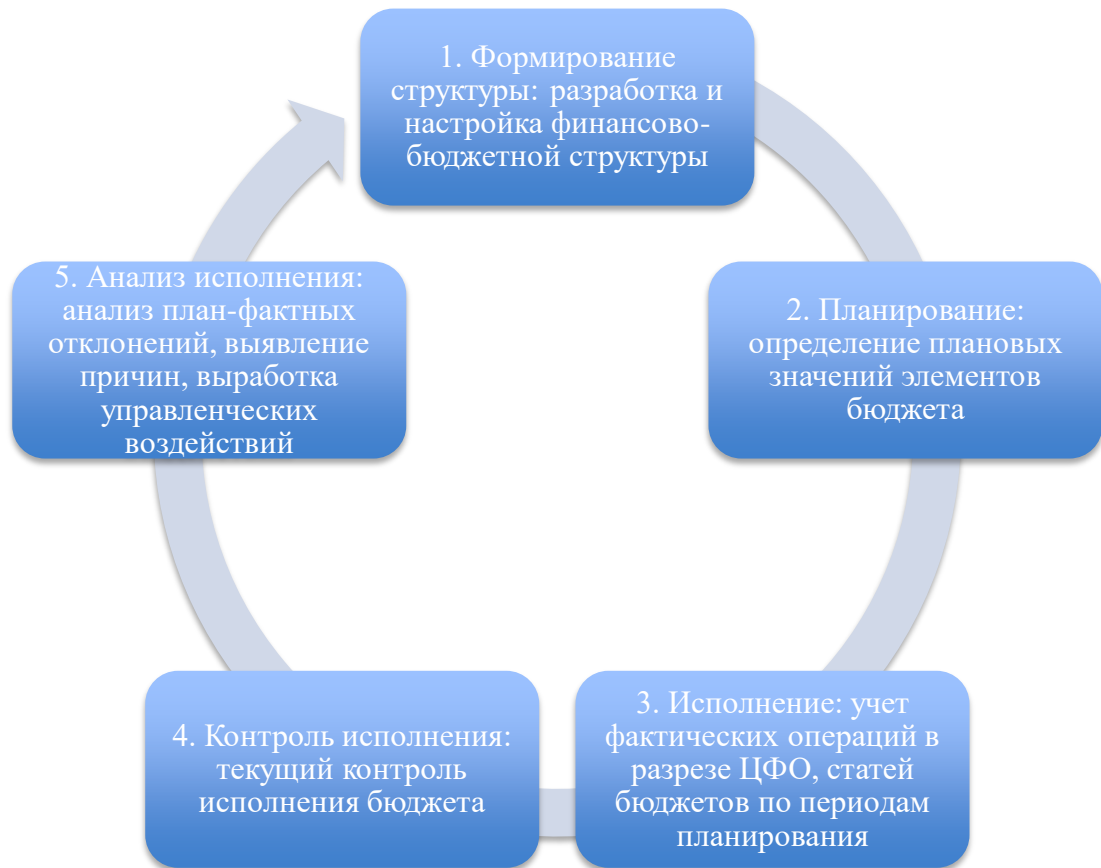 1. Формирование
структуры: разработка и
настройка финансово-
бюджетной структуры
2. Планирование:
определение плановых
значений элементов
бюджета
3. Исполнение: учет
фактических операций в
разрезе ЦФО, статей
бюджетов по периодам
планирования
4. Контроль исполнения:
текущий контроль
исполнения бюджета
5. Анализ исполнения:
анализ план-фактных
отклонений, выявление
причин, выработка
управленческих
воздействий